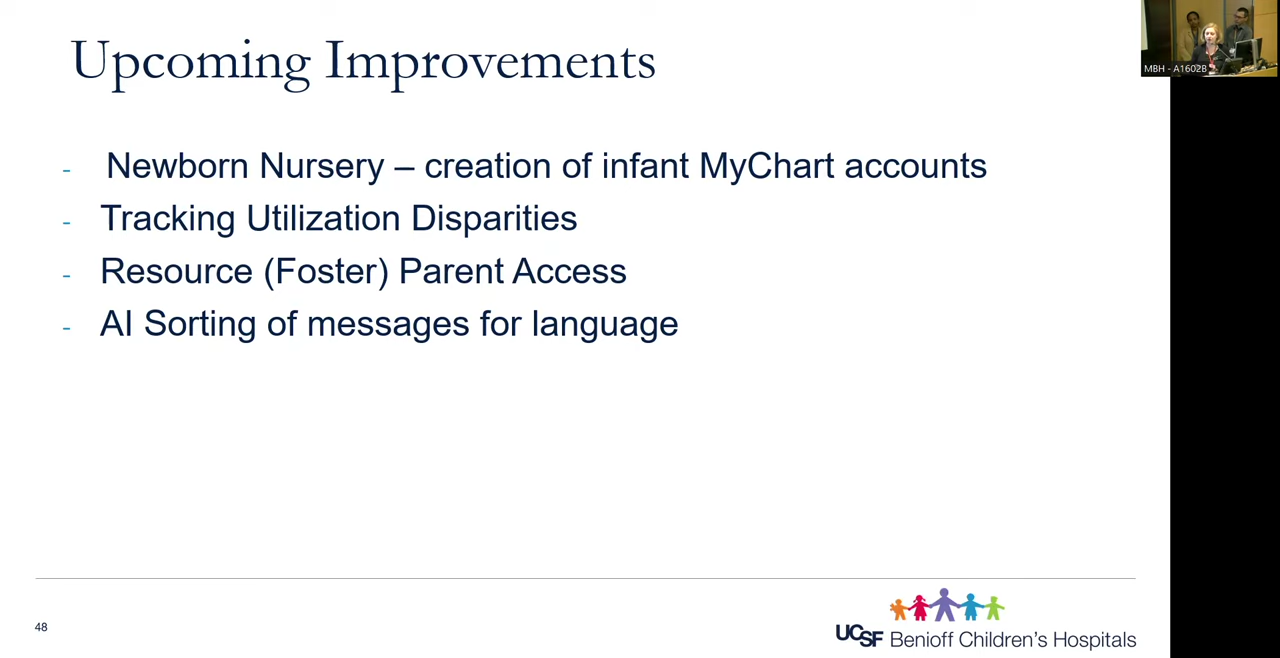 Upcoming Improvements
MBH - A1602B
- Newborn Nursery – creation of infant MyChart accounts
- Tracking Utilization Disparities
- Resource (Foster) Parent Access
- AI Sorting of messages for language
48
UCSF Benioff Children's Hospitals